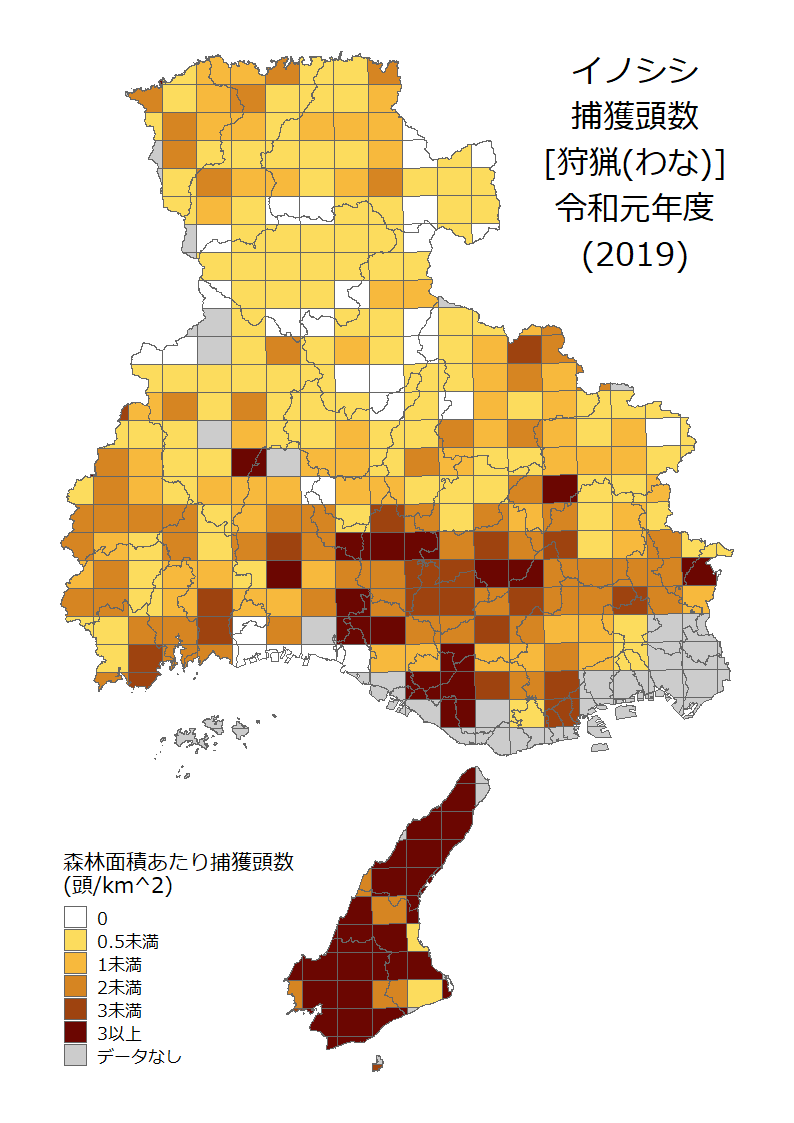 イノシシ
捕獲頭数
[狩猟(わな)]
令和元年度
(2019)
森林面積あたり捕獲頭数
(頭/km^2)
0
0.5未満
1未満
2未満
3未満
3以上
データなし